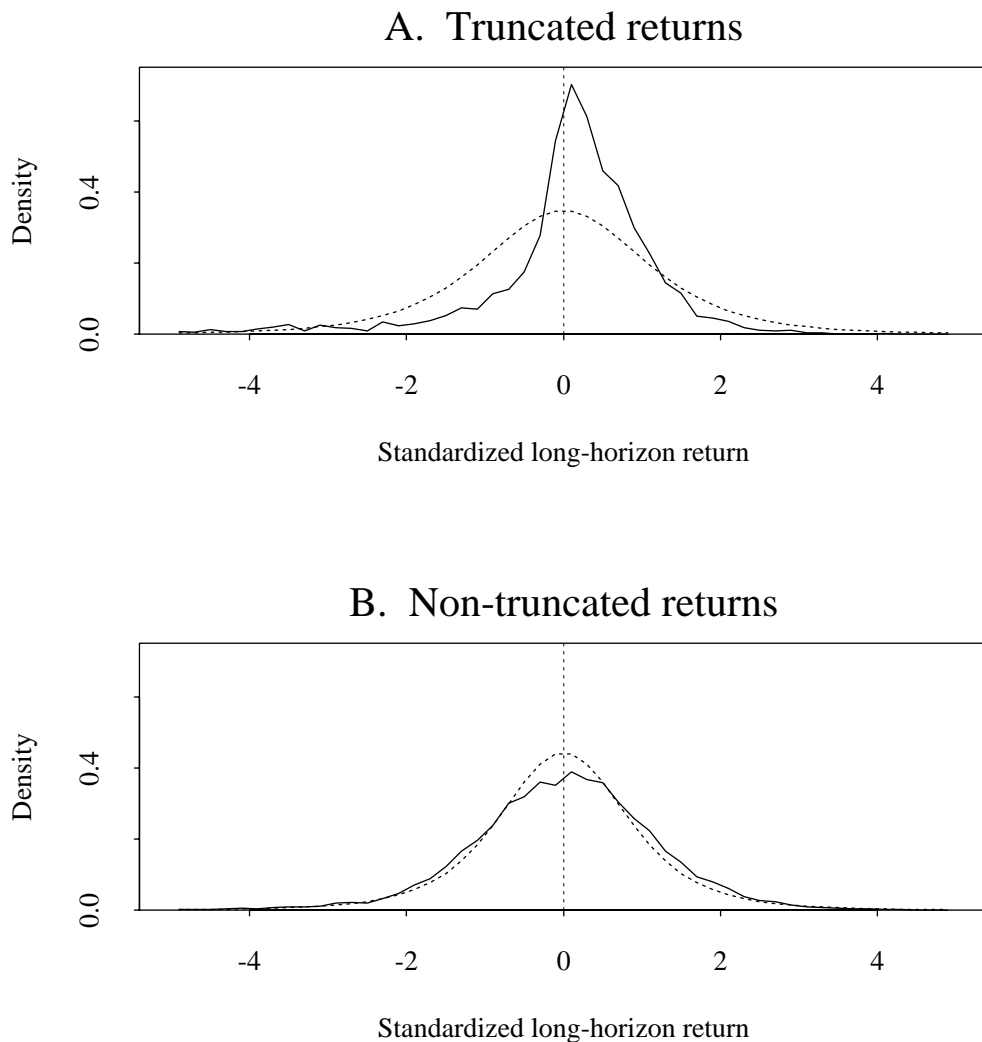 A. Truncated returns
Density
0.0
0.4
-4 -2 0 2 4
Standardized long-horizon return
B. Non-truncated returns
Density
0.0
0.4
-4 -2 0 2 4
Standardized long-horizon return